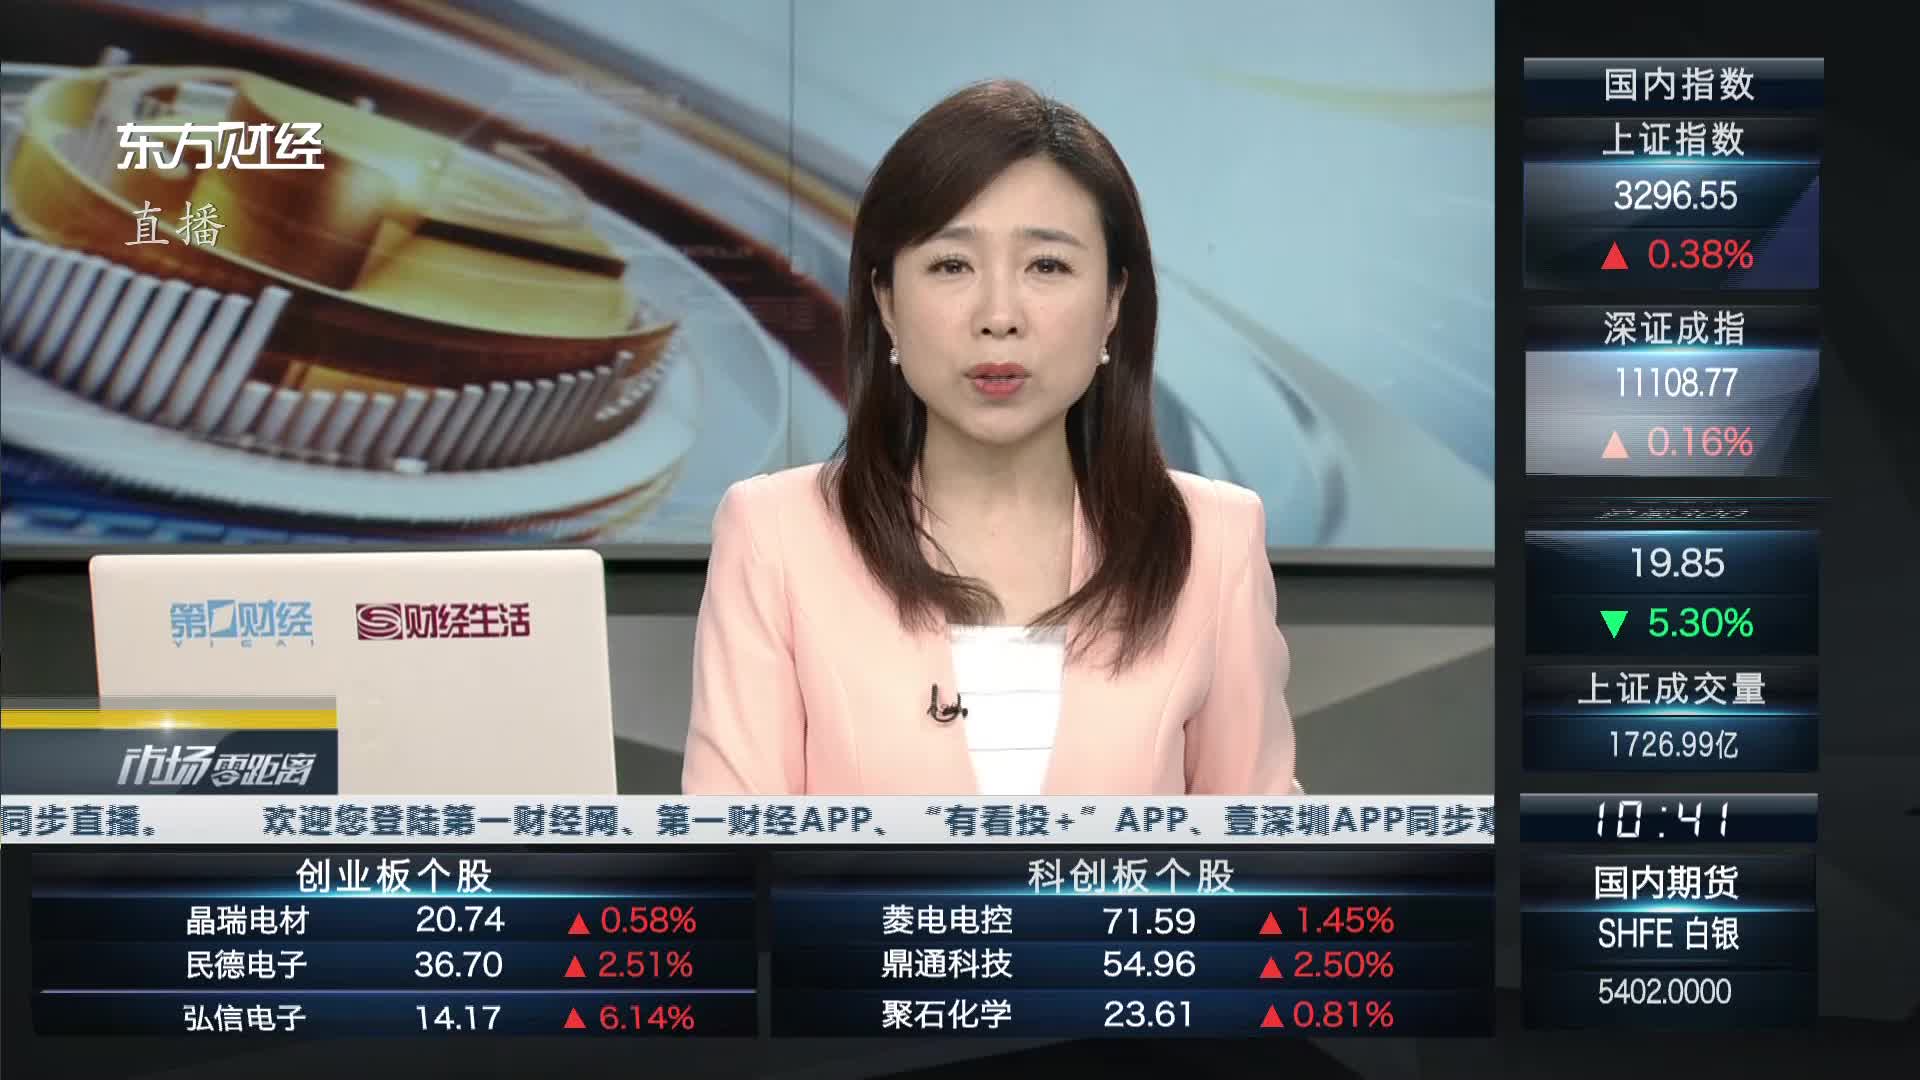 东方财经
直播
第一财经
YICAI
财经生活
市场零距离
同步直播。 欢迎您登陆第一财经网、第一财经APP、“有看投+”APP、壹深圳APP同步
创业板个股
晶瑞电材 20.74 ▲0.58%
民德电子 36.70 ▲2.51%
弘信电子 14.17 ▲6.14%
科创板个股
菱电电控 71.59 ▲1.45%
鼎通科技 54.96 ▲2.50%
聚石化学 23.61 ▲0.81%
国内指数
上证指数
3296.55
▲ 0.38%
深证成指
11108.77
▲ 0.16%
19.85
▼ 5.30%
上证成交量
1726.99亿
10:41
国内期货
SHFE 白银
5402.0000